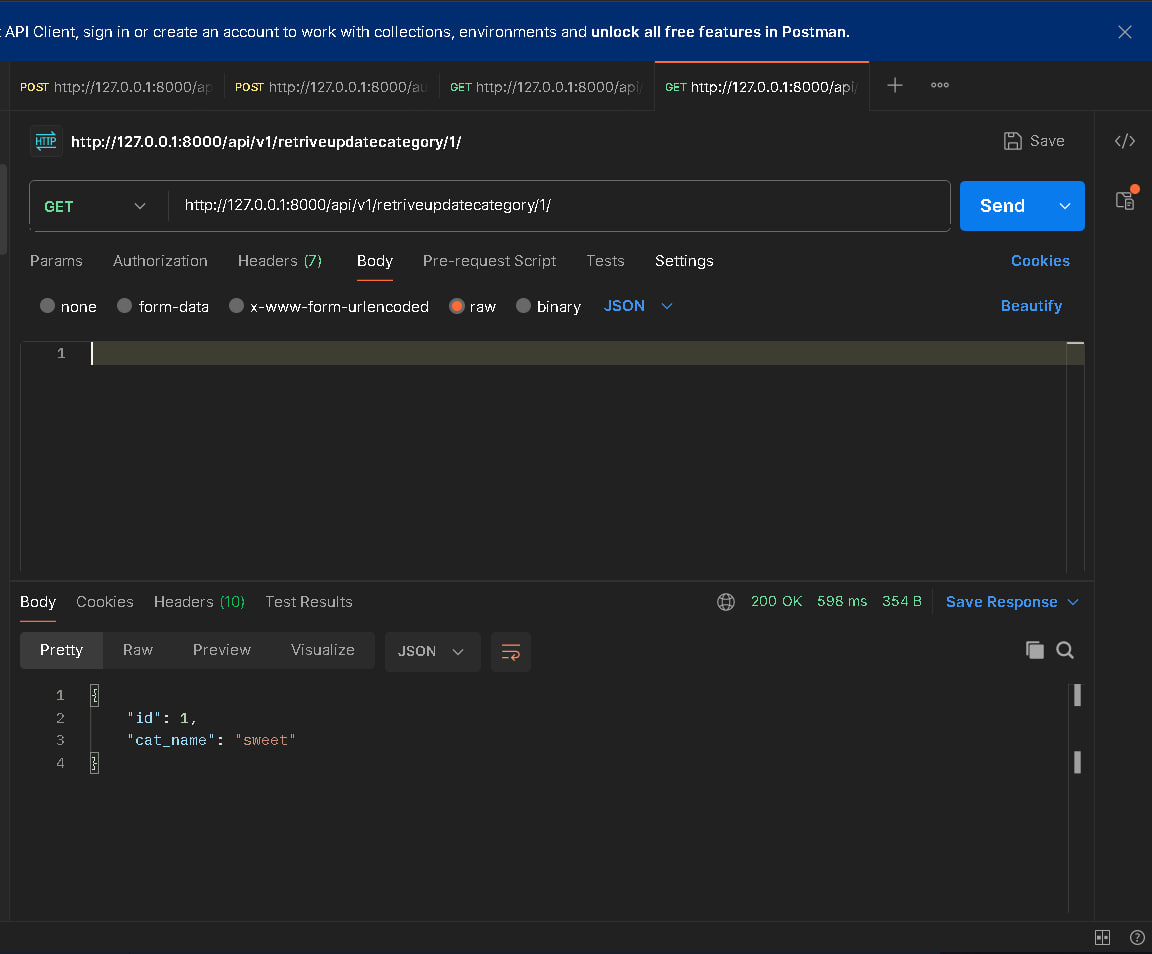 API Client, sign in or create an account to work with collections, environments and unlock all free features in Postman.
POST http://127.0.0.1:8000/ap POST http://127.0.0.1:8000/au GET http://127.0.0.1:8000/api/ GET http://127.0.0.1:8000/api/
HTTP http://127.0.0.1:8000/api/v1/retriveupdatecategory/1/ Save
GET http://127.0.0.1:8000/api/v1/retriveupdatecategory/1/ Send
Params Authorization Headers (7) Body Pre-request Script Tests Settings Cookies
none form-data x-www-form-urlencoded raw binary JSON Beautify
1
Body Cookies Headers (10) Test Results 200 OK 598 ms 354 B Save Response
Pretty Raw Preview Visualize JSON
1 {
2 "id": 1,
3 "cat_name": "sweet"
4 }